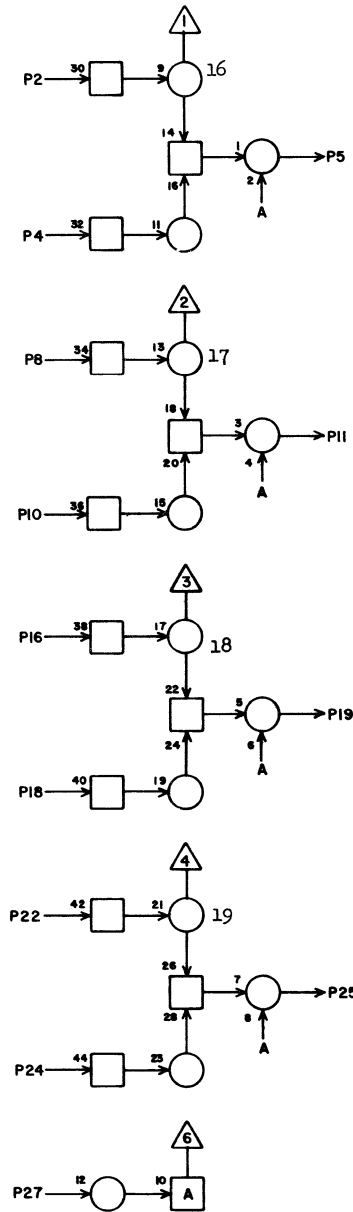 1
P2 30 9 16
14 1 P5
16 2
P4 32 11 A
2
P8 34 13 17
18 3 P11
20 4
P10 36 15 A
3
P16 38 17 18
22 5 P19
24 6
P18 40 19 A
4
P22 42 21 19
26 7 P25
28 8
P24 44 23 A
6
P27 12 10 A